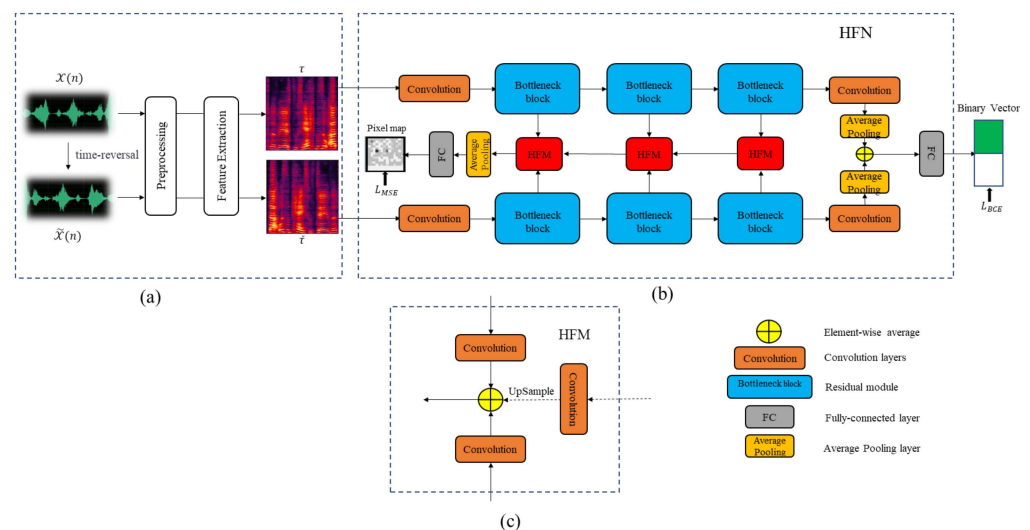 𝒳(n)
time-reversal
𝒳̃(n)
Preprocessing
Feature Extraction
τ
τ̃
(a)
HFN
Convolution
Bottleneck
block
Bottleneck
block
Bottleneck
block
Convolution
Average
Pooling
Average
Pooling
FC
Binary Vector
L_BCE
Pixel map
L_MSE
FC
Average
Pooling
HFM
HFM
HFM
Convolution
Bottleneck
block
Bottleneck
block
Bottleneck
block
Convolution
(b)
HFM
Convolution
UpSample
Convolution
Convolution
(c)
Element-wise average
Convolution
Convolution layers
Bottleneck block
Residual module
FC
Fully-connected layer
Average
Pooling
Average Pooling layer